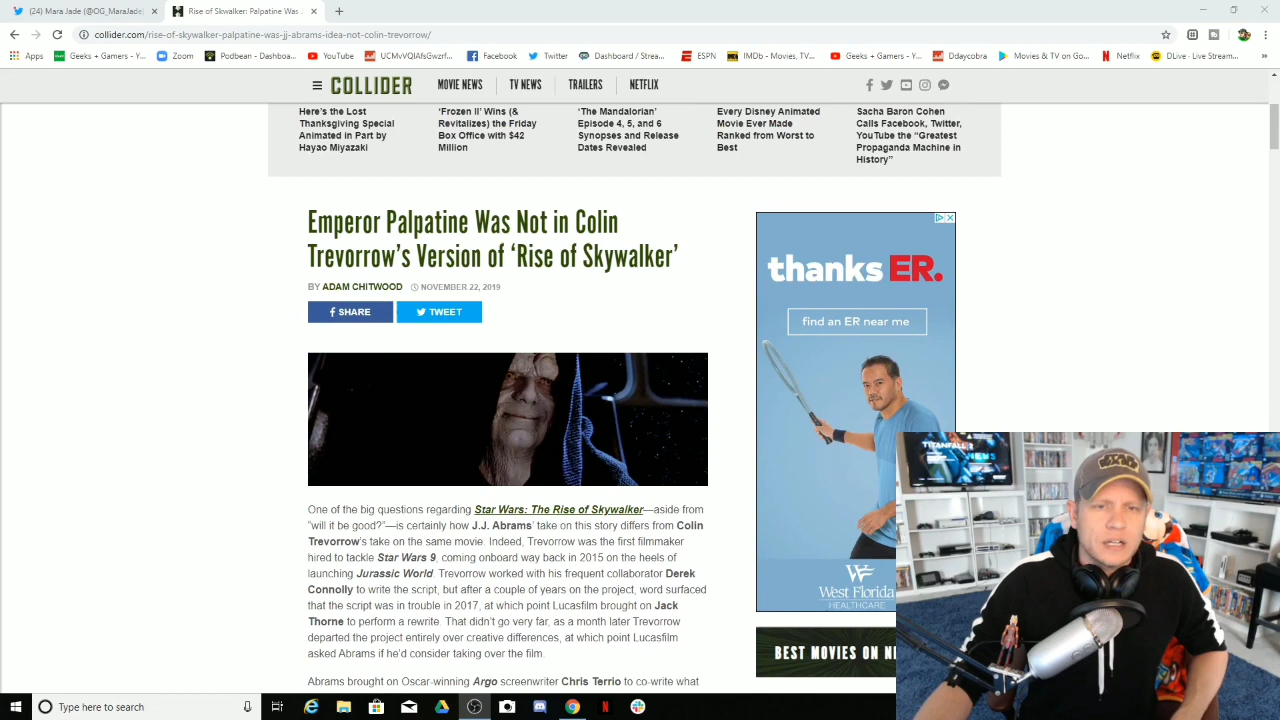 (24) Mara Jade (@OG_MaraJade)
Rise of Skwalker: Palpatine Was
collider.com/rise-of-skywalker-palpatine-was-jj-abrams-idea-not-colin-trevorrow/
Apps
Geeks + Gamers - Y...
Zoom
Podbean - Dashboa...
YouTube
UCMvVQIAfsGwzrf...
Facebook
Twitter
Dashboard / Strea...
ESPN
IMDb - Movies, TV...
Geeks + Gamers - Y...
Ddaycobra
Movies & TV on Go...
Netflix
DLive - Live Stream...
»
COLLIDER
MOVIE NEWS
TV NEWS
TRAILERS
NETFLIX
Here's the Lost
Thanksgiving Special
Animated in Part by
Hayao Miyazaki
‘Frozen II’ Wins (&
Revitalizes) the Friday
Box Office with $42
Million
‘The Mandalorian’
Episode 4, 5, and 6
Synopses and Release
Dates Revealed
Every Disney Animated
Movie Ever Made
Ranked from Worst to
Best
Sacha Baron Cohen
Calls Facebook, Twitter,
YouTube the “Greatest
Propaganda Machine in
History”
Emperor Palpatine Was Not in Colin
Trevorrow’s Version of ‘Rise of Skywalker’
BY ADAM CHITWOOD NOVEMBER 22, 2019
SHARE
TWEET
One of the big questions regarding Star Wars: The Rise of Skywalker—aside from
“will it be good?”—is certainly how J.J. Abrams’ take on this story differs from Colin
Trevorrow’s take on the same movie. Indeed, Trevorrow was the first filmmaker
hired to tackle Star Wars 9, coming onboard way back in 2015 on the heels of
launching Jurassic World. Trevorrow worked with his frequent collaborator Derek
Connolly to write the script, but after a couple of years on the project, word surfaced
that the script was in trouble in 2017, at which point Lucasfilm brought on Jack
Thorne to perform a rewrite. That didn’t go very far, as a month later Trevorrow
departed the project entirely over creative differences, at which point Lucasfilm
asked Abrams if he’d consider taking over the film.
Abrams brought on Oscar-winning Argo screenwriter Chris Terrio to co-write what
thanks ER.
find an ER near me
West Florida
HEALTHCARE
BEST MOVIES ON NE
TITANFALL 2
NEWS
STAR WARS
Type here to search